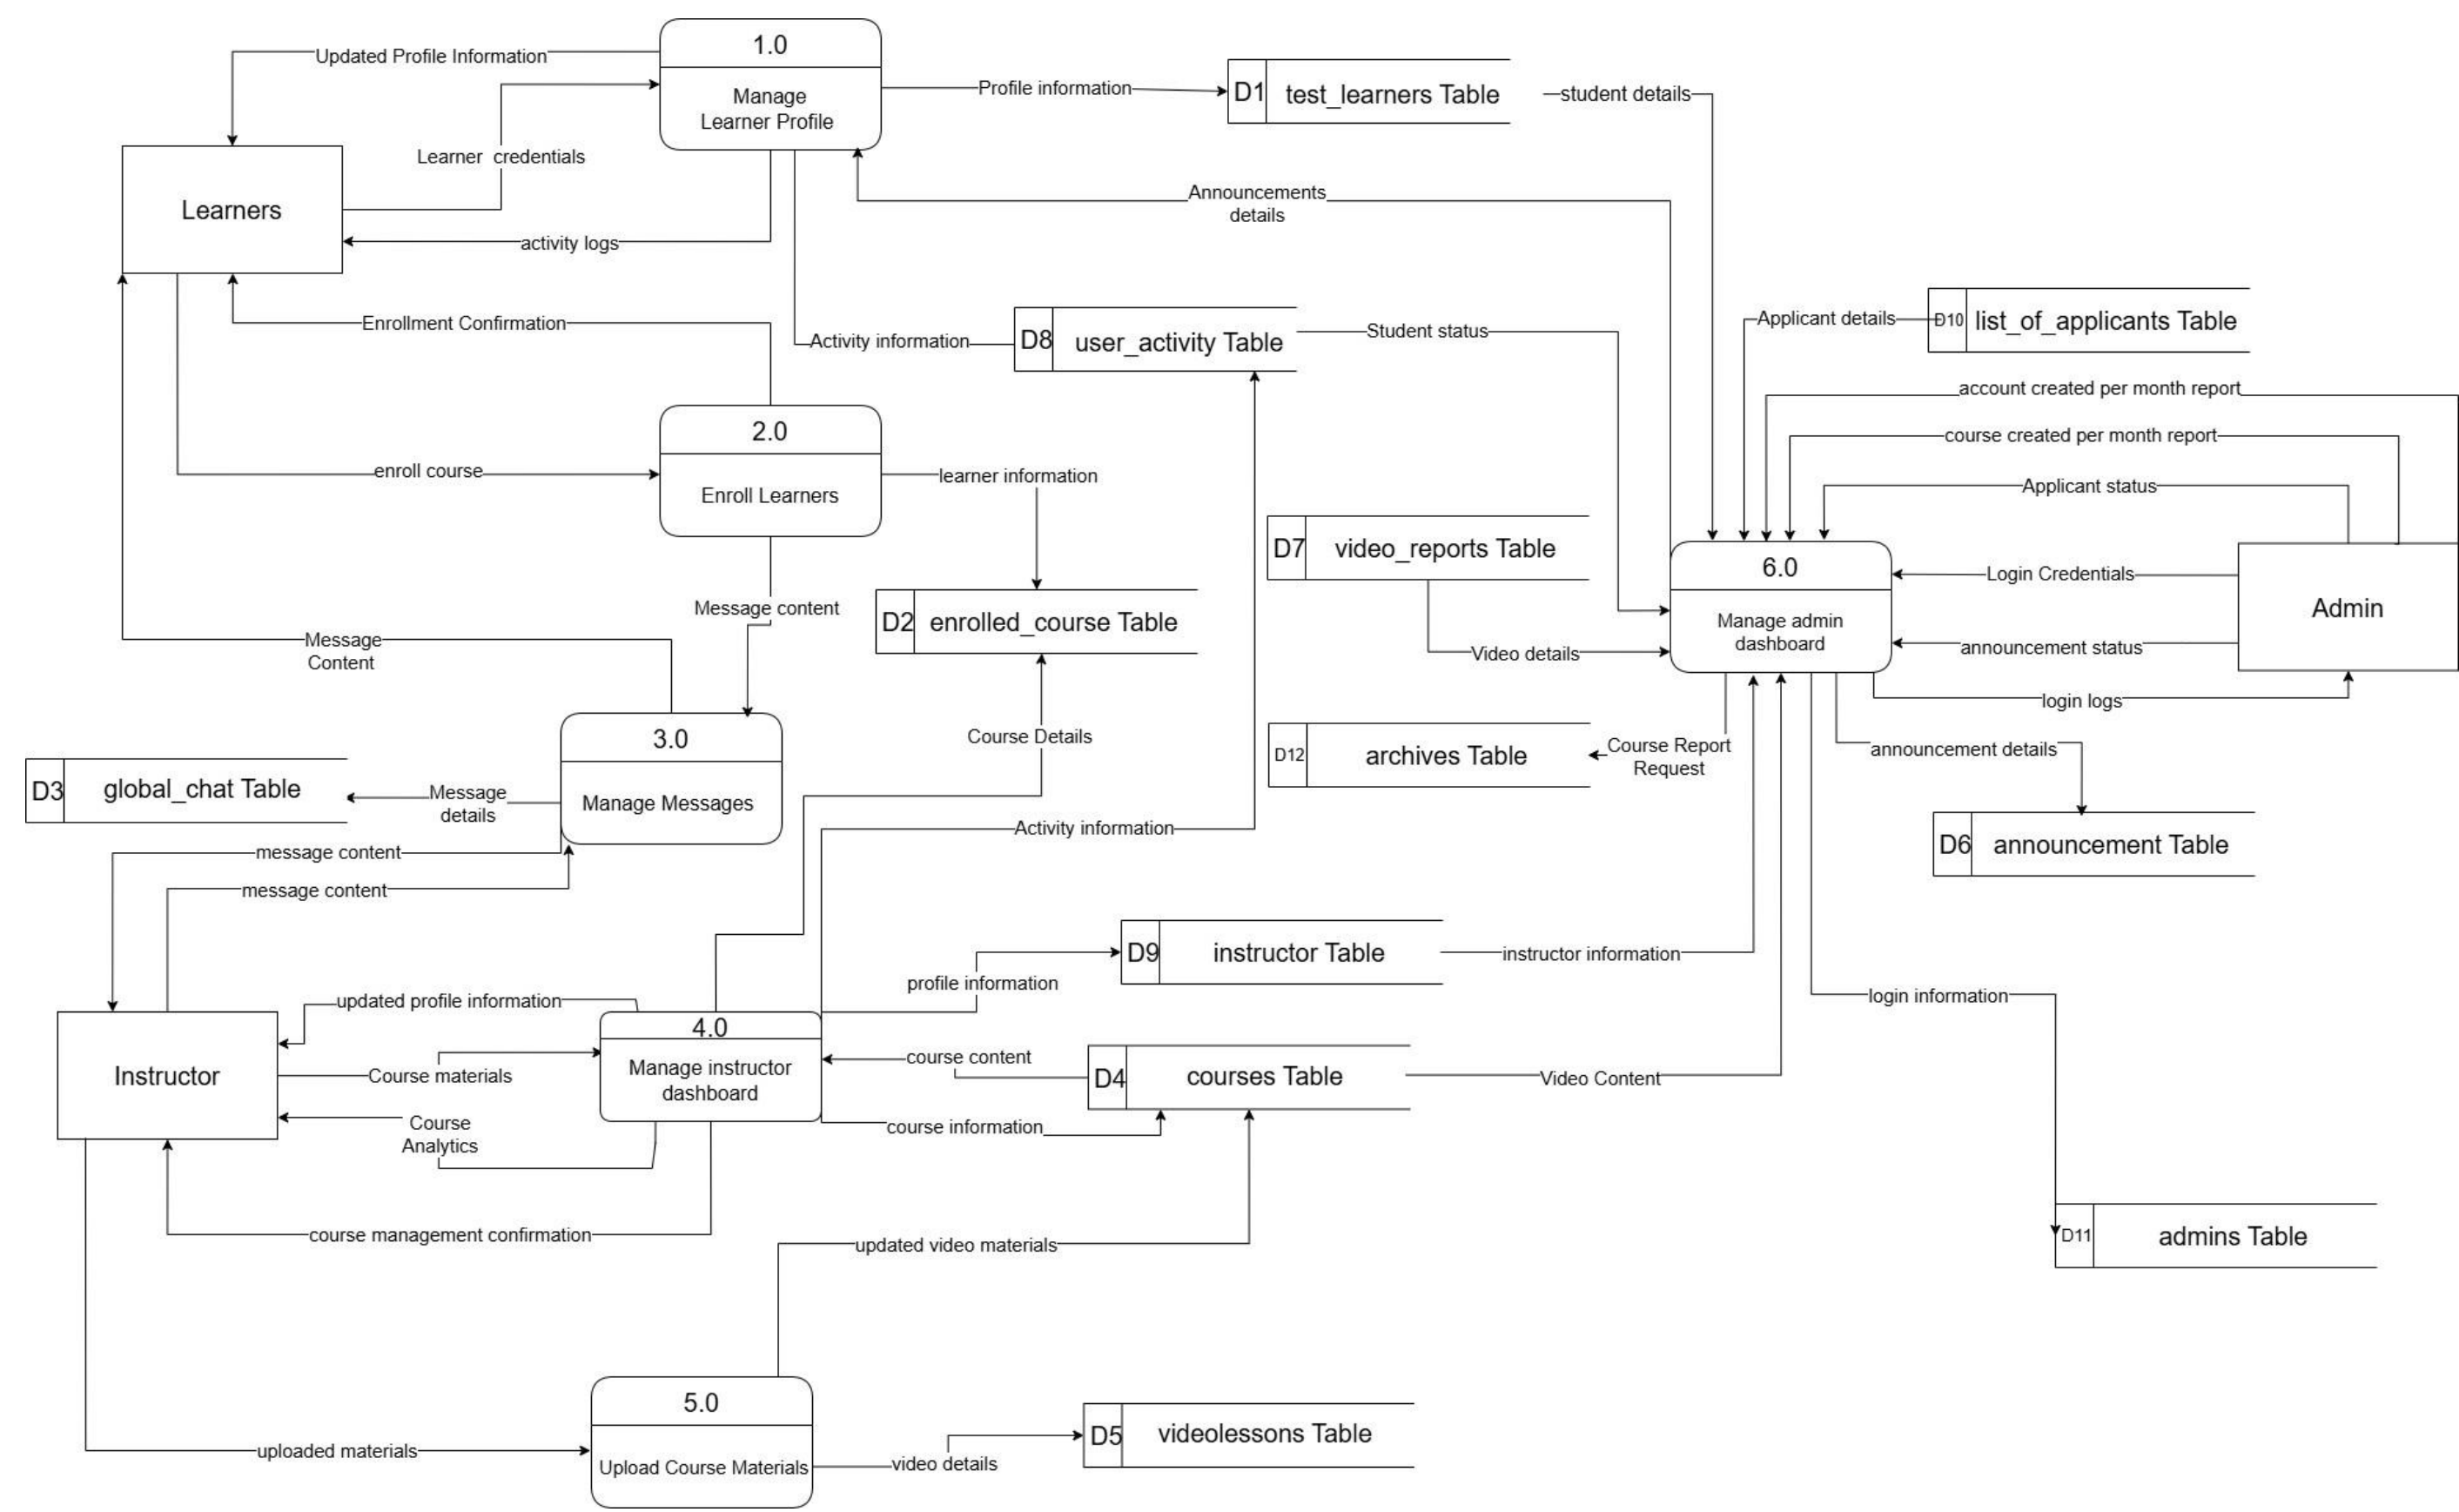 1.0
Manage
Learner Profile
Updated Profile Information
Learner credentials
Learners
activity logs
Profile information
D1
test_learners Table
student details
Announcements
details
Enrollment Confirmation
Activity information
D8
user_activity Table
Student status
Applicant details
D10
list_of_applicants Table
account created per month report
course created per month report
Applicant status
2.0
Enroll Learners
enroll course
learner information
D7
video_reports Table
Video details
6.0
Manage admin
dashboard
Login Credentials
announcement status
login logs
Admin
Message content
D2
enrolled_course Table
Message
Content
3.0
Manage Messages
Course Details
D12
archives Table
Course Report
Request
announcement details
D3
global_chat Table
Message
details
Activity information
D6
announcement Table
message content
message content
D9
instructor Table
instructor information
profile information
login information
updated profile information
4.0
Manage instructor
dashboard
Instructor
Course materials
course content
D4
courses Table
Video Content
Course
Analytics
course information
course management confirmation
updated video materials
D11
admins Table
5.0
Upload Course Materials
uploaded materials
video details
D5
videolessons Table